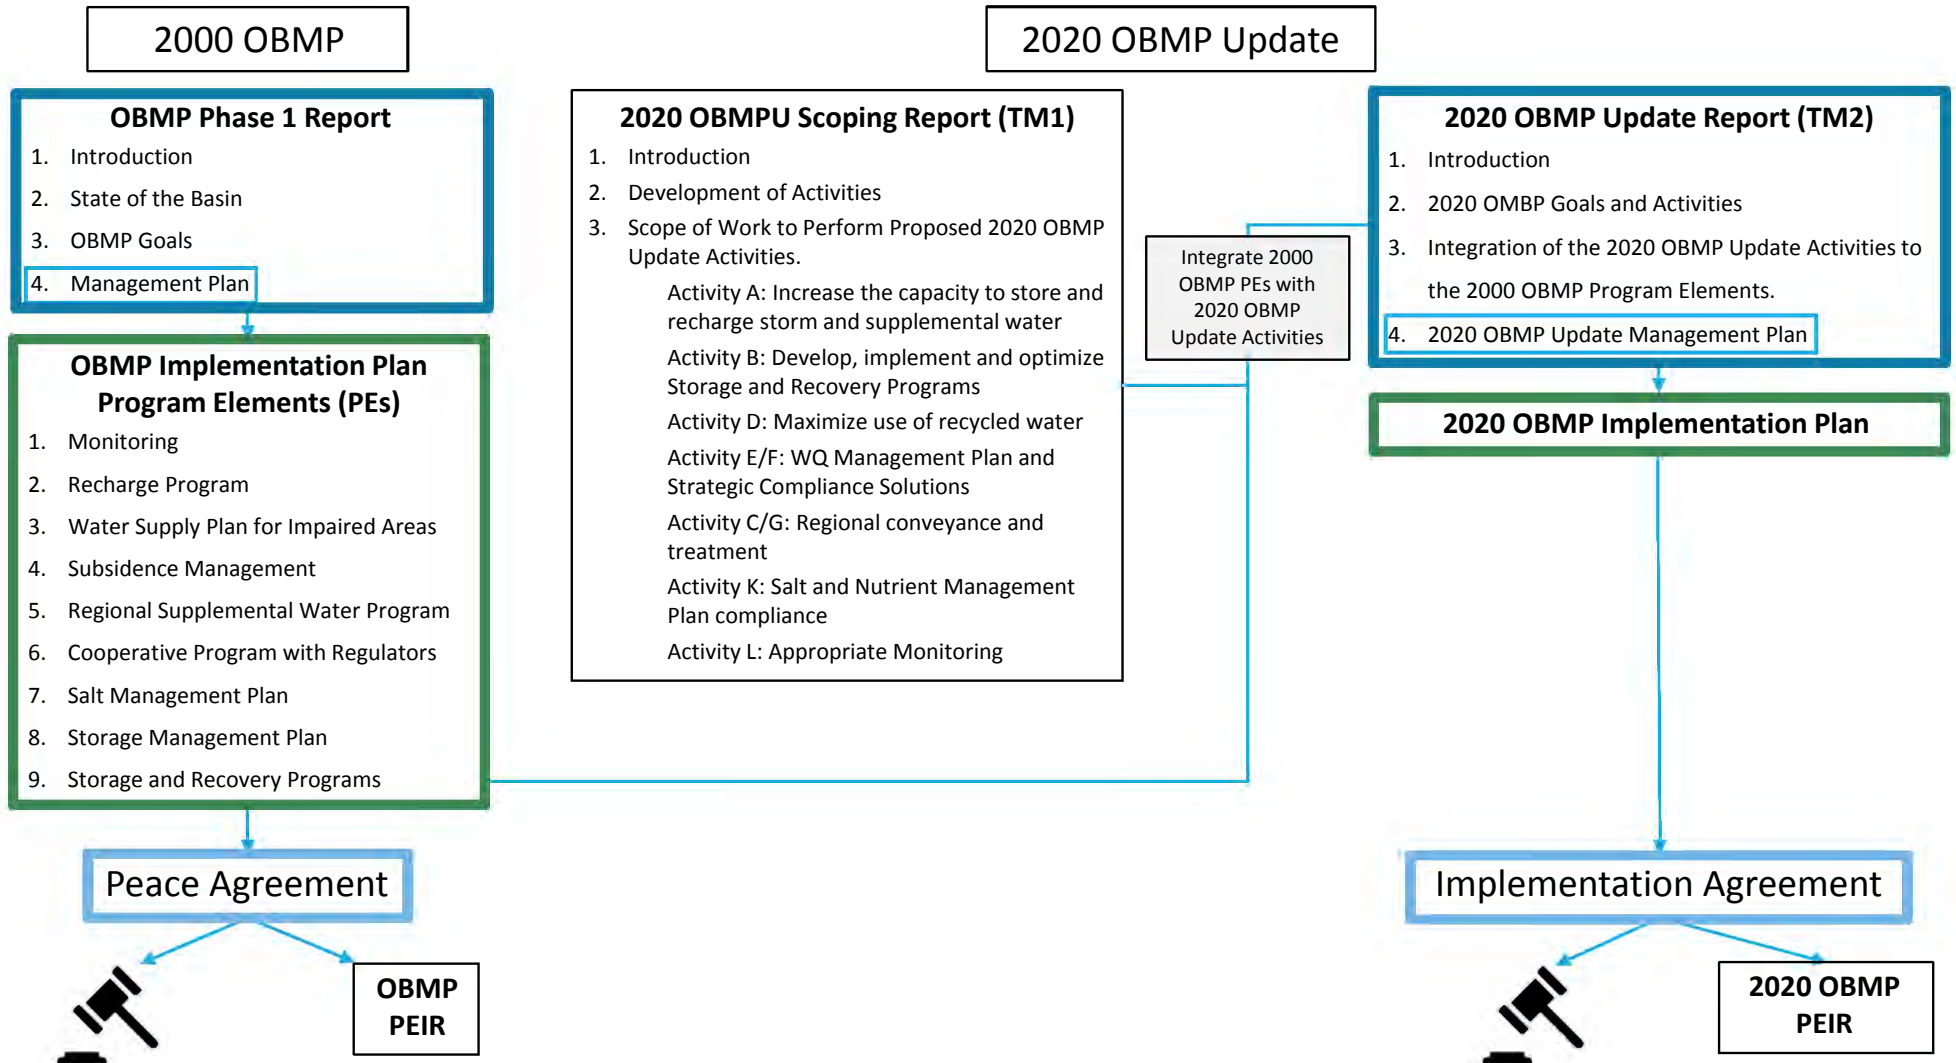 2000 OBMP
2020 OBMP Update
OBMP Phase 1 Report
1. Introduction
2. State of the Basin
3. OBMP Goals
4. Management Plan
OBMP Implementation Plan
Program Elements (PEs)
1. Monitoring
2. Recharge Program
3. Water Supply Plan for Impaired Areas
4. Subsidence Management
5. Regional Supplemental Water Program
6. Cooperative Program with Regulators
7. Salt Management Plan
8. Storage Management Plan
9. Storage and Recovery Programs
Peace Agreement
OBMP
PEIR
2020 OBMPU Scoping Report (TM1)
1. Introduction
2. Development of Activities
3. Scope of Work to Perform Proposed 2020 OBMP
Update Activities.
Activity A: Increase the capacity to store and
recharge storm and supplemental water
Activity B: Develop, implement and optimize
Storage and Recovery Programs
Activity D: Maximize use of recycled water
Activity E/F: WQ Management Plan and
Strategic Compliance Solutions
Activity C/G: Regional conveyance and
treatment
Activity K: Salt and Nutrient Management
Plan compliance
Activity L: Appropriate Monitoring
Integrate 2000
OBMP PEs with
2020 OBMP
Update Activities
2020 OBMP Update Report (TM2)
1. Introduction
2. 2020 OMBP Goals and Activities
3. Integration of the 2020 OBMP Update Activities to
the 2000 OBMP Program Elements.
4. 2020 OBMP Update Management Plan
2020 OBMP Implementation Plan
Implementation Agreement
2020 OBMP
PEIR